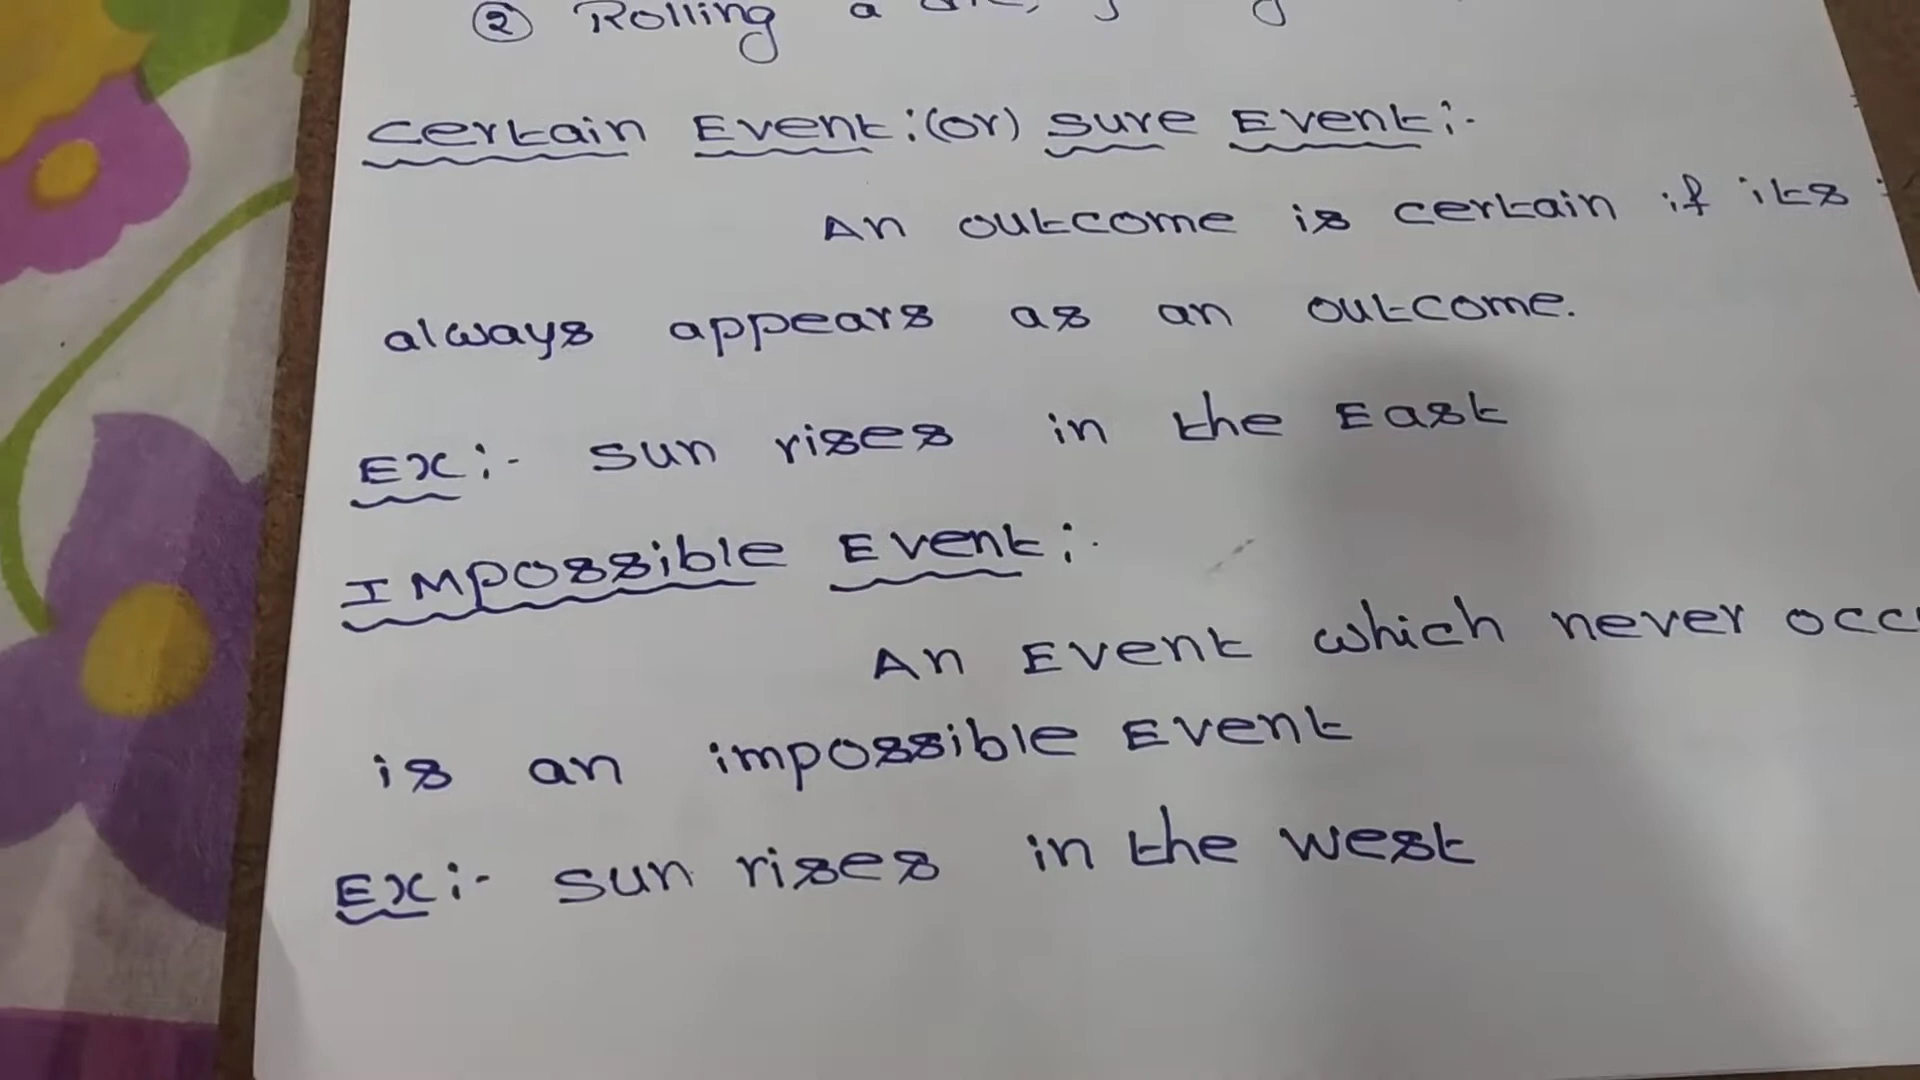 ② Rolling a
Certain Event:(or) sure Event:-
An outcome is certain if its
always appears as an outcome.
Ex:- sun rises in the East
Impossible Event:-
An Event which never
is an impossible Event
Ex:- sun rises in the west